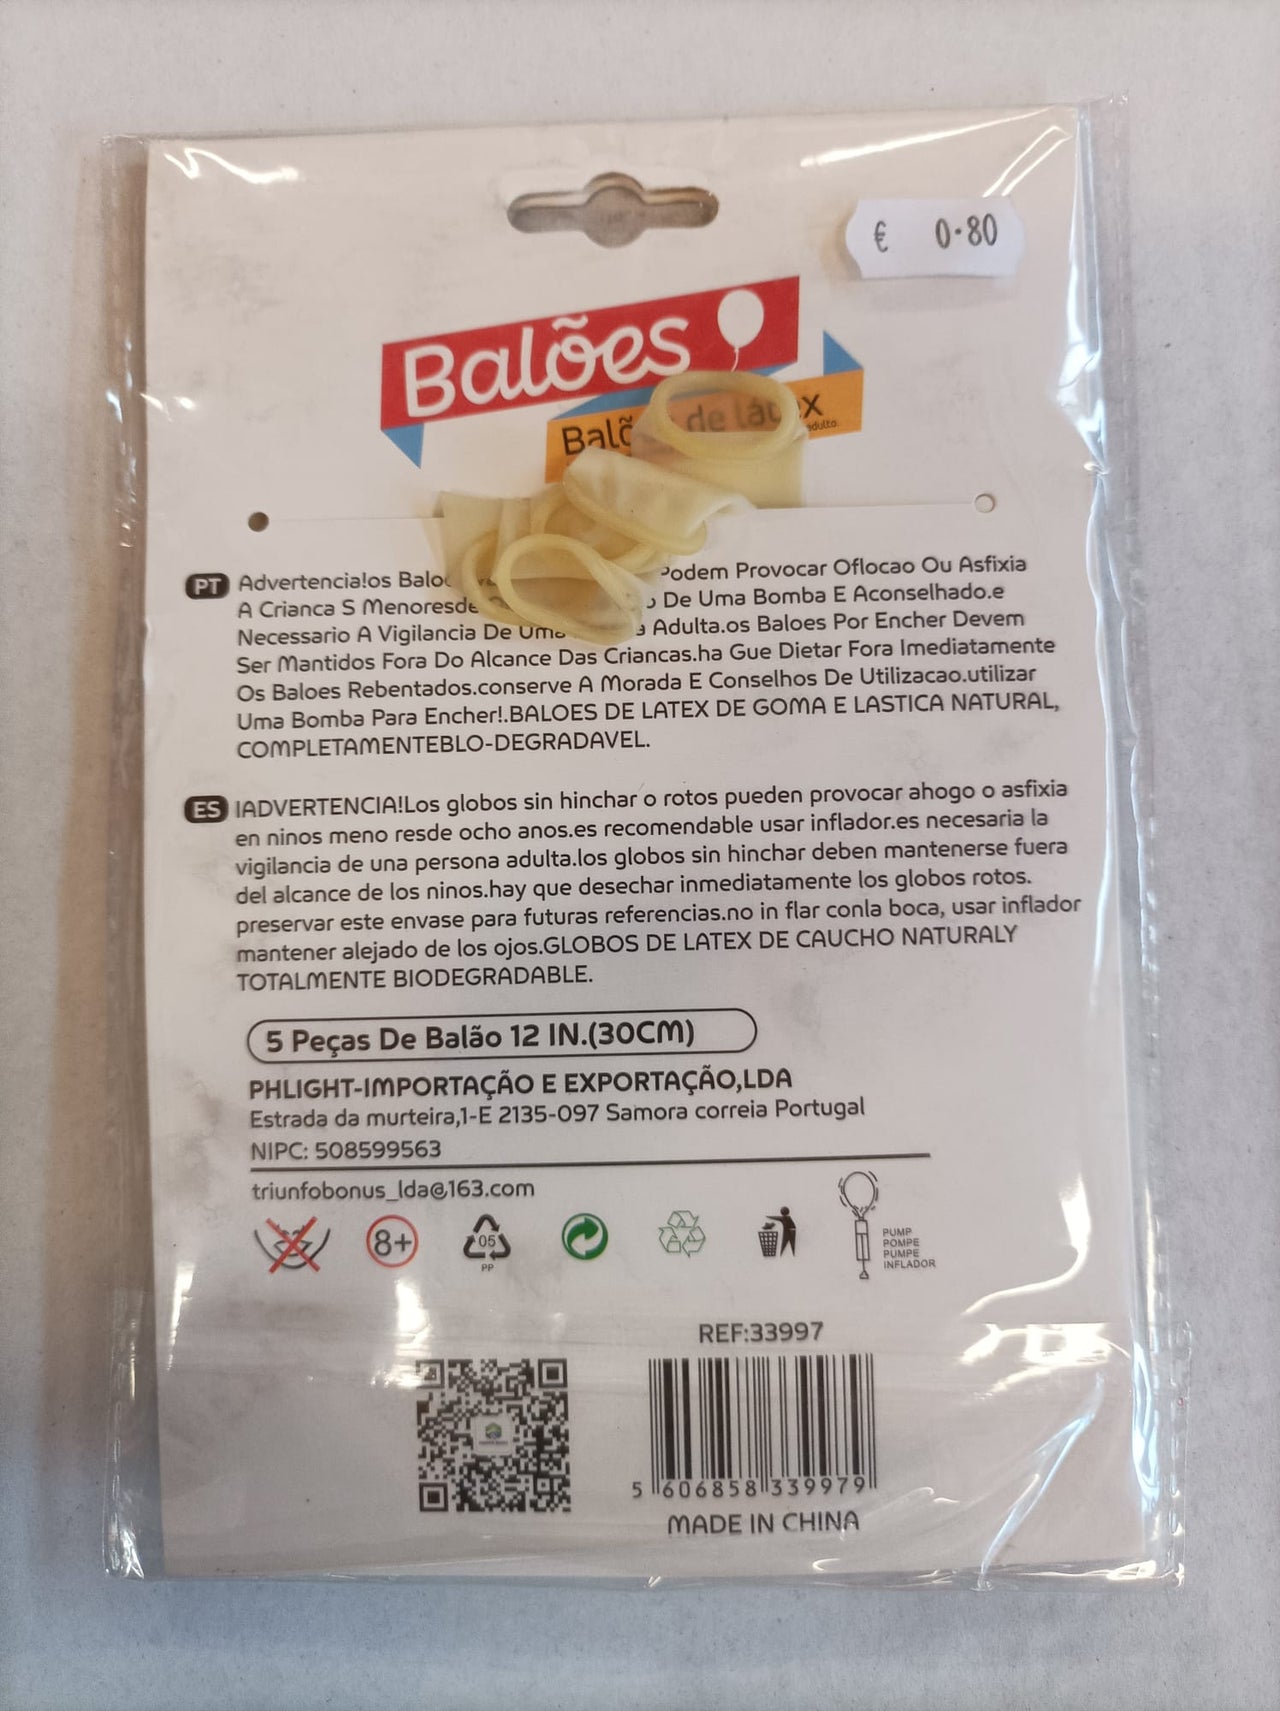 € 0.80
Balões
Balõ de látex
adulto.
PT Advertencia!os Baloe Podem Provocar Oflocao Ou Asfixia
A Crianca S Menoresde De Uma Bomba E Aconselhado.e
Necessario A Vigilancia De Uma Adulta.os Baloes Por Encher Devem
Ser Mantidos Fora Do Alcance Das Criancas.ha Gue Dietar Fora Imediatamente
Os Baloes Rebentados.conserve A Morada E Conselhos De Utilizacao.utilizar
Uma Bomba Para Encher!.BALOES DE LATEX DE GOMA E LASTICA NATURAL,
COMPLETAMENTEBLO-DEGRADAVEL.
ES IADVERTENCIA!Los globos sin hinchar o rotos pueden provocar ahogo o asfixia
en ninos meno resde ocho anos.es recomendable usar inflador.es necesaria la
vigilancia de una persona adulta.los globos sin hinchar deben mantenerse fuera
del alcance de los ninos.hay que desechar inmediatamente los globos rotos.
preservar este envase para futuras referencias.no in flar conla boca, usar inflador
mantener alejado de los ojos.GLOBOS DE LATEX DE CAUCHO NATURALY
TOTALMENTE BIODEGRADABLE.
5 Peças De Balão 12 IN.(30CM)
PHLIGHT-IMPORTAÇÃO E EXPORTAÇÃO,LDA
Estrada da murteira,1-E 2135-097 Samora correia Portugal
NIPC: 508599563
triunfobonus_lda@163.com
8+
05
PP
PUMP
POMPE
PUMPE
INFLADOR
REF:33997
5 606858 339979
MADE IN CHINA